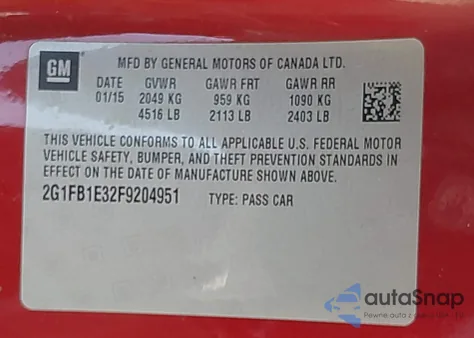 GM
MFD BY GENERAL MOTORS OF CANADA LTD.
DATE GVWR GAWR FRT GAWR RR
01/15 2049 KG 959 KG 1090 KG
4516 LB 2113 LB 2403 LB
THIS VEHICLE CONFORMS TO ALL APPLICABLE U.S. FEDERAL MOTOR
VEHICLE SAFETY, BUMPER, AND THEFT PREVENTION STANDARDS IN
EFFECT ON THE DATE OF MANUFACTURE SHOWN ABOVE.
2G1FB1E32F9204951 TYPE: PASS CAR
autoSnap
Pewne auta z